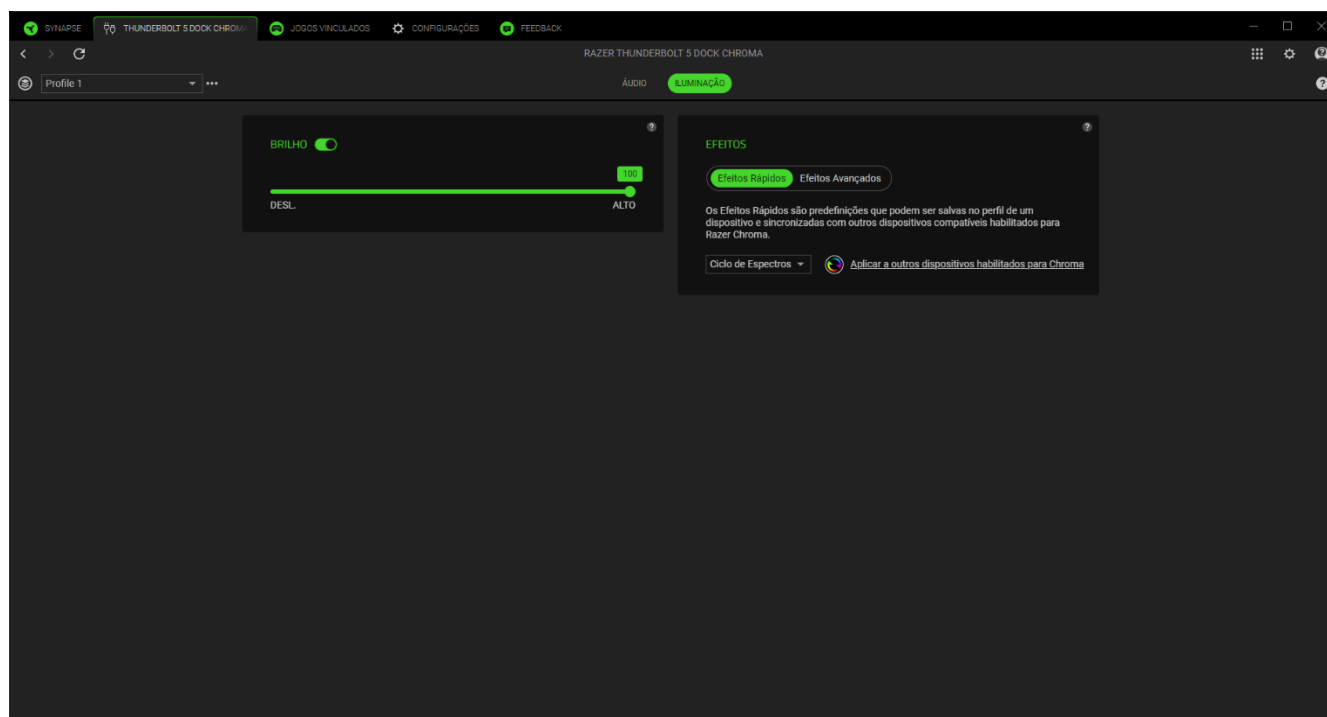 SYNAPSE
THUNDERBOLT 5 DOCK CHROM
JOGOS VINCULADOS
CONFIGURAÇÕES
FEEDBACK
RAZER THUNDERBOLT 5 DOCK CHROMA
Profile 1
ÁUDIO
ILUMINAÇÃO
BRILHO
100
DESL.
ALTO
EFEITOS
Efeitos Rápidos
Efeitos Avançados
Os Efeitos Rápidos são predefinições que podem ser salvas no perfil de um
dispositivo e sincronizadas com outros dispositivos compatíveis habilitados para
Razer Chroma.
Ciclo de Espectros
Aplicar a outros dispositivos habilitados para Chroma